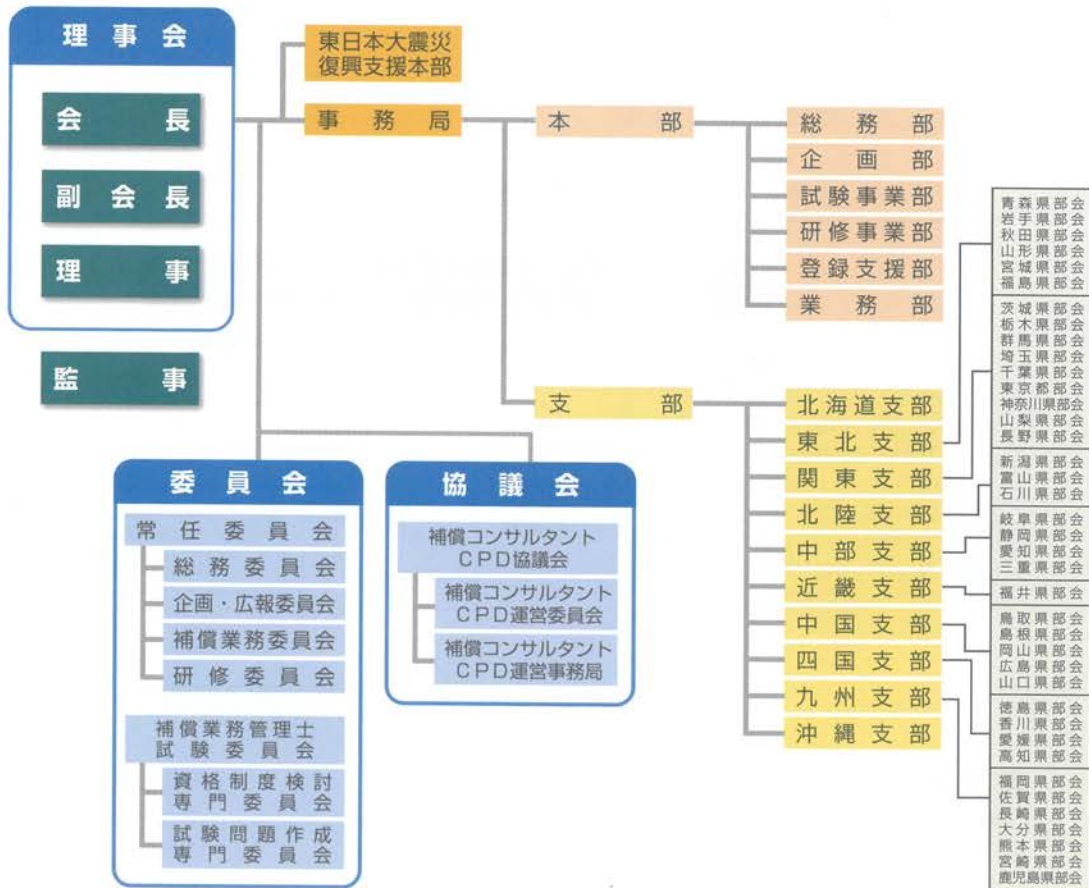 理事会
会長
副会長
理事
監事
東日本大震災
復興支援本部
事務局
本部
総務部
企画部
試験事業部
研修事業部
登録支援部
業務部
支部
北海道支部
東北支部
関東支部
北陸支部
中部支部
近畿支部
中国支部
四国支部
九州支部
沖縄支部
青森県部会
岩手県部会
秋田県部会
山形県部会
宮城県部会
福島県部会
茨城県部会
栃木県部会
群馬県部会
埼玉県部会
千葉県部会
東京都部会
神奈川県部会
山梨県部会
長野県部会
新潟県部会
富山県部会
石川県部会
岐阜県部会
静岡県部会
愛知県部会
三重県部会
福井県部会
鳥取県部会
島根県部会
岡山県部会
広島県部会
山口県部会
徳島県部会
香川県部会
愛媛県部会
高知県部会
福岡県部会
佐賀県部会
長崎県部会
大分県部会
熊本県部会
宮崎県部会
鹿児島県部会
委員会
常任委員会
総務委員会
企画・広報委員会
補償業務委員会
研修委員会
補償業務管理士
試験委員会
資格制度検討
専門委員会
試験問題作成
専門委員会
協議会
補償コンサルタント
CPD協議会
補償コンサルタント
CPD運営委員会
補償コンサルタント
CPD運営事務局